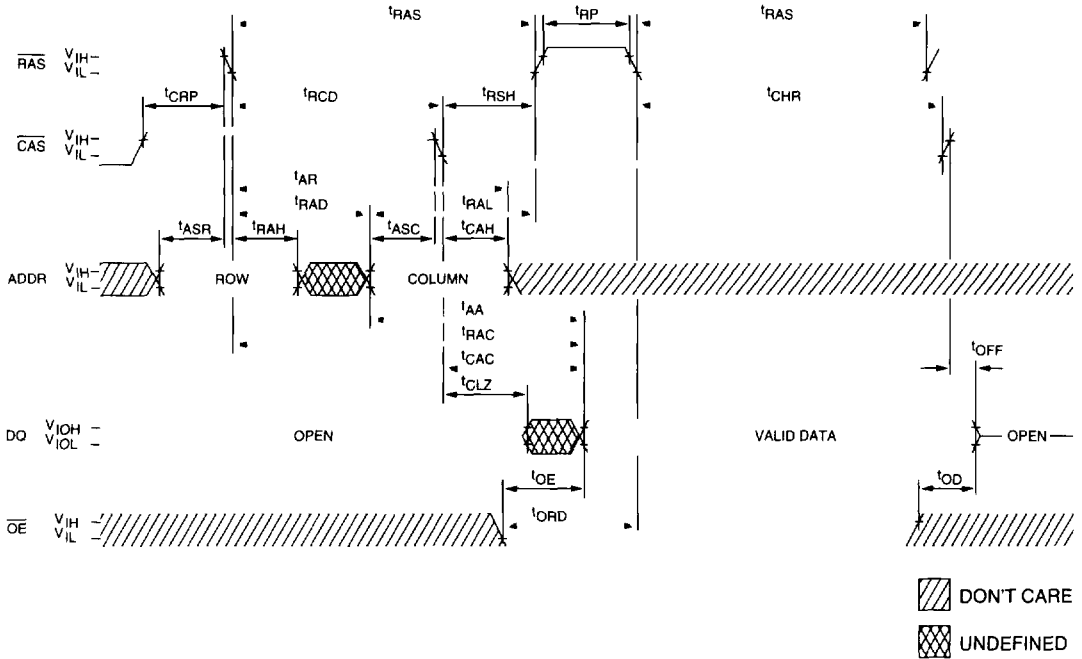 tRAS tRP tRAS
RAS VIH VIL
tCRP tRCD tRSH tCHR
CAS VIH VIL
tAR
tRAD tRAL
tASR tRAH tASC tCAH
ADDR VIH VIL ROW COLUMN
tAA
tRAC
tCAC tOFF
tCLZ
DQ VIOH VIOL OPEN VALID DATA OPEN
tOE tOD
tORD
OE VIH VIL
DON'T CARE
UNDEFINED